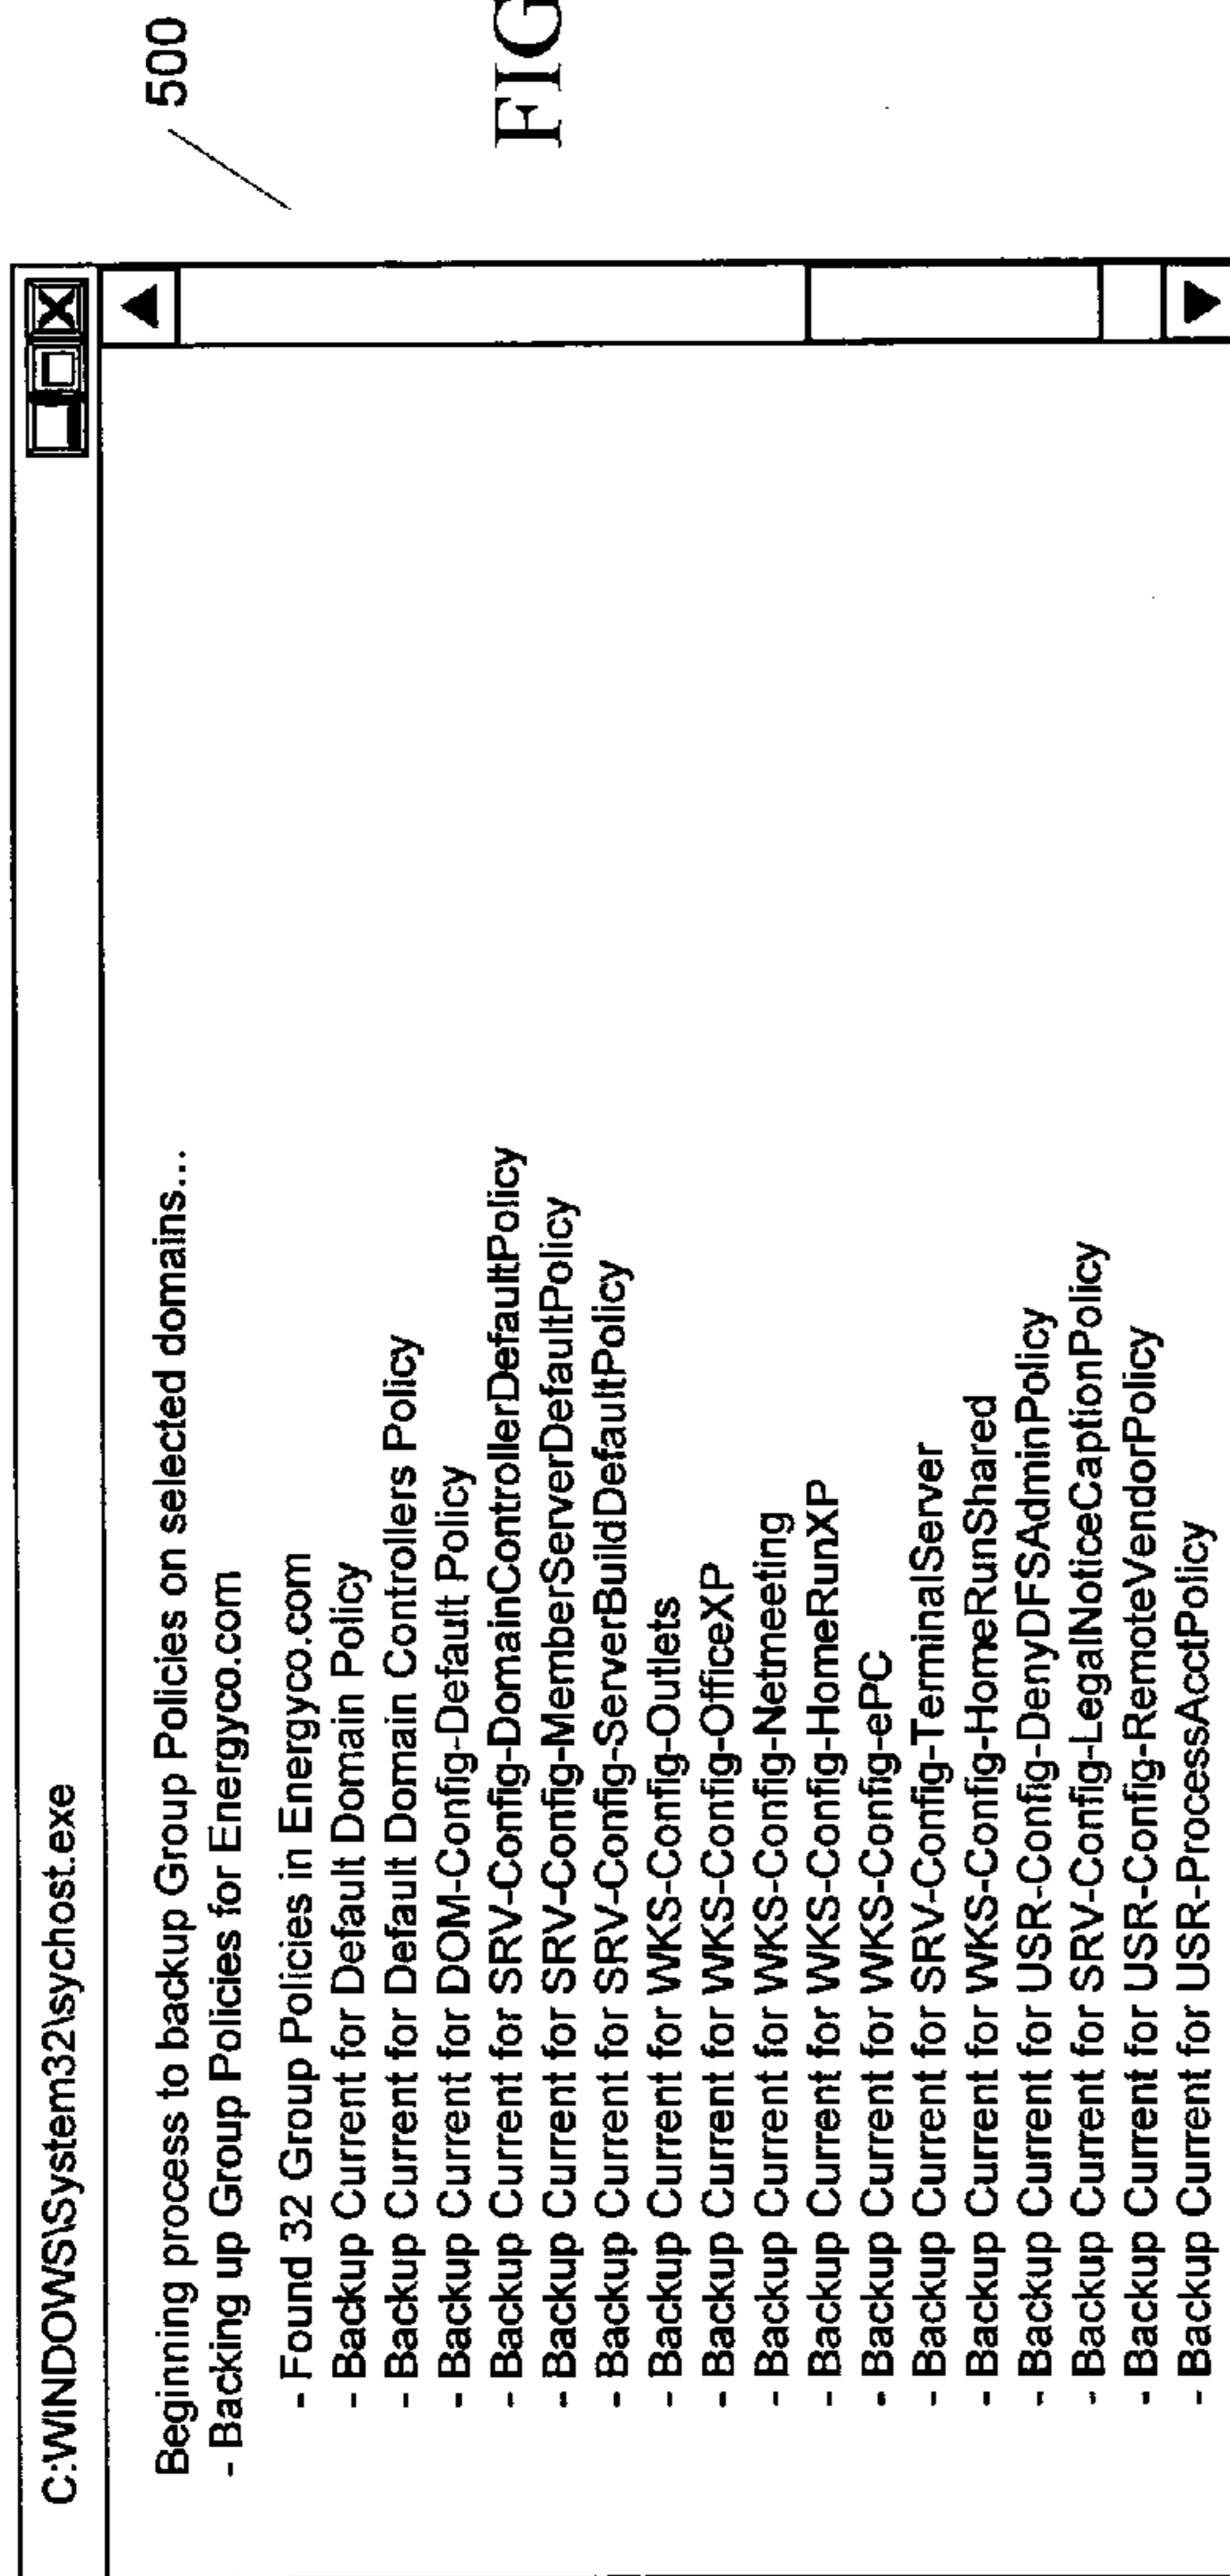 C:WINDOWS\System32\sychost.exe
Beginning process to backup Group Policies on selected domains...
- Backing up Group Policies for Energyco.com
- Found 32 Group Policies in Energyco.com
- Backup Current for Default Domain Policy
- Backup Current for Default Domain Controllers Policy
- Backup Current for DOM-Config-Default Policy
- Backup Current for SRV-Config-DomainControllerDefaultPolicy
- Backup Current for SRV-Config-MemberServerDefaultPolicy
- Backup Current for SRV-Config-ServerBuildDefaultPolicy
- Backup Current for WKS-Config-Outlets
- Backup Current for WKS-Config-OfficeXP
- Backup Current for WKS-Config-Netmeeting
- Backup Current for WKS-Config-HomeRunXP
- Backup Current for WKS-Config-ePC
- Backup Current for SRV-Config-TerminalServer
- Backup Current for WKS-Config-HomeRunShared
- Backup Current for USR-Config-DenyDFSAdminPolicy
- Backup Current for SRV-Config-LegalNoticeCaptionPolicy
- Backup Current for USR-Config-RemoteVendorPolicy
- Backup Current for USR-ProcessAcctPolicy
500
FIG